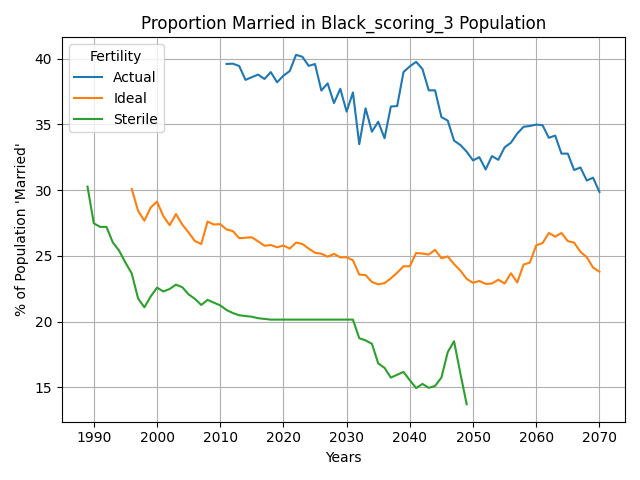 Proportion Married in Black_scoring_3 Population
Fertility
Actual
Ideal
Sterile
% of Population 'Married'
40
35
30
25
20
15
1990
2000
2010
2020
2030
2040
2050
2060
2070
Years